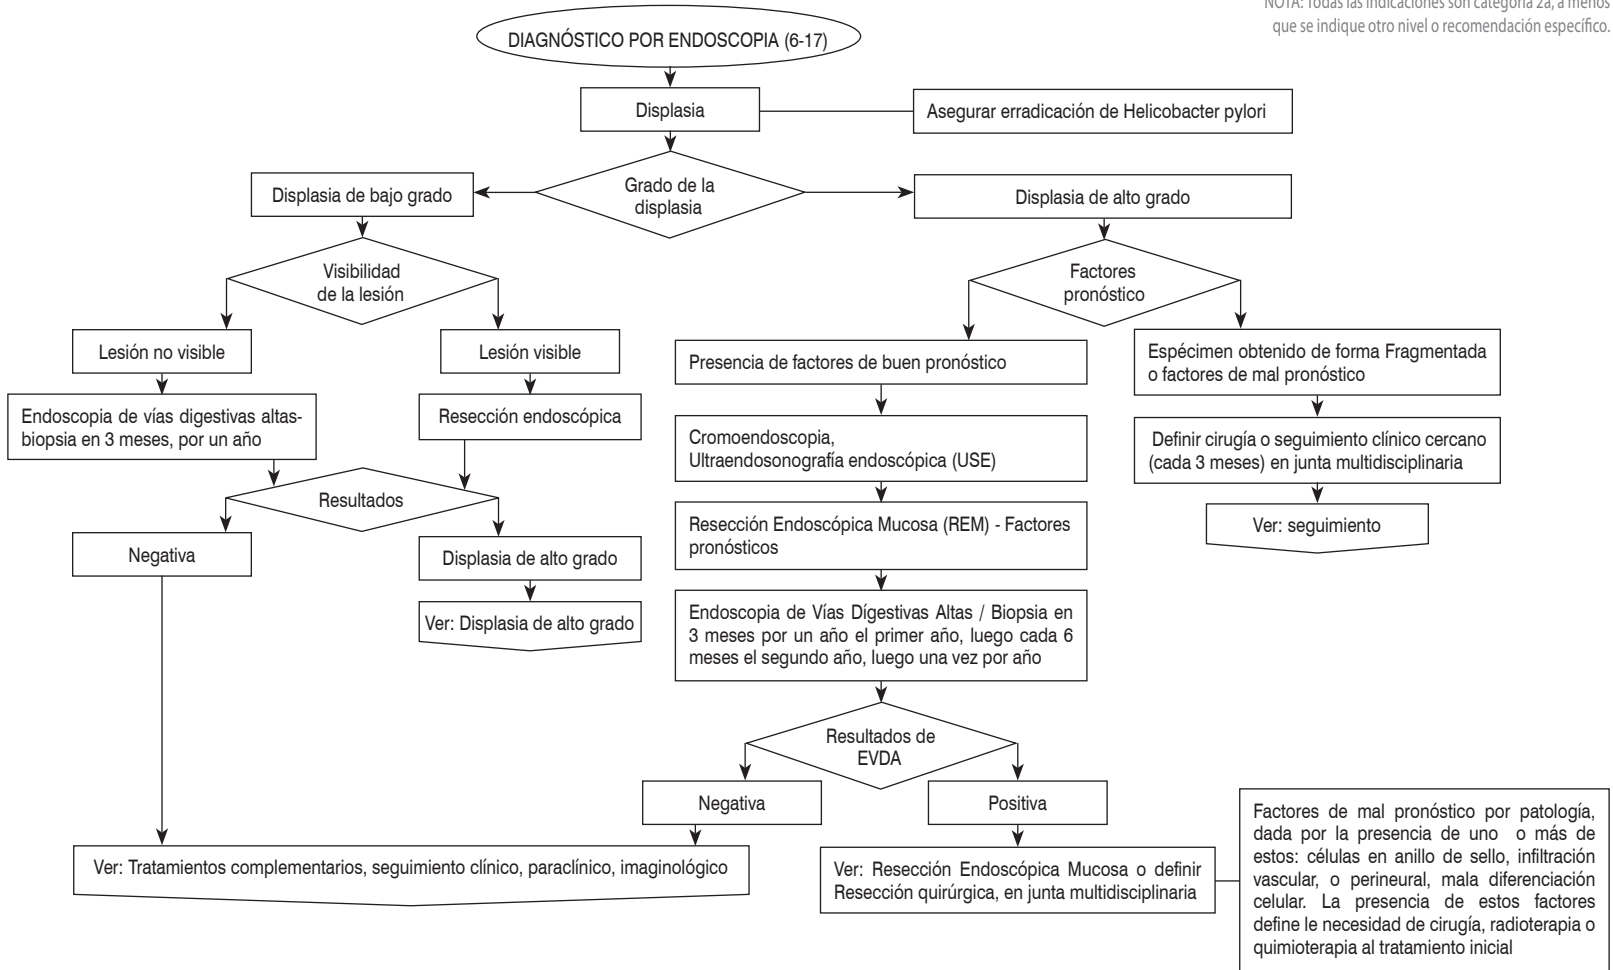 NOTA: Todas las indicaciones son categoría 2a, a menos
que se indique otro nivel o recomendación específico.
DIAGNÓSTICO POR ENDOSCOPIA (6-17)
Displasia
Asegurar erradicación de Helicobacter pylori
Grado de la
displasia
Displasia de bajo grado
Displasia de alto grado
Visibilidad
de la lesión
Factores
pronóstico
Lesión no visible
Lesión visible
Presencia de factores de buen pronóstico
Espécimen obtenido de forma Fragmentada
o factores de mal pronóstico
Endoscopia de vías digestivas altas-
biopsia en 3 meses, por un año
Resección endoscópica
Cromoendoscopia,
Ultraendosonografía endoscópica (USE)
Definir cirugía o seguimiento clínico cercano
(cada 3 meses) en junta multidisciplinaria
Resultados
Resección Endoscópica Mucosa (REM) - Factores
pronósticos
Ver: seguimiento
Negativa
Displasia de alto grado
Ver: Displasia de alto grado
Endoscopia de Vías Dígestivas Altas / Biopsia en
3 meses por un año el primer año, luego cada 6
meses el segundo año, luego una vez por año
Resultados de
EVDA
Negativa
Positiva
Ver: Tratamientos complementarios, seguimiento clínico, paraclínico, imaginológico
Ver: Resección Endoscópica Mucosa o definir
Resección quirúrgica, en junta multidisciplinaria
Factores de mal pronóstico por patología,
dada por la presencia de uno o más de
estos: células en anillo de sello, infiltración
vascular, o perineural, mala diferenciación
celular. La presencia de estos factores
define le necesidad de cirugía, radioterapia o
quimioterapia al tratamiento inicial